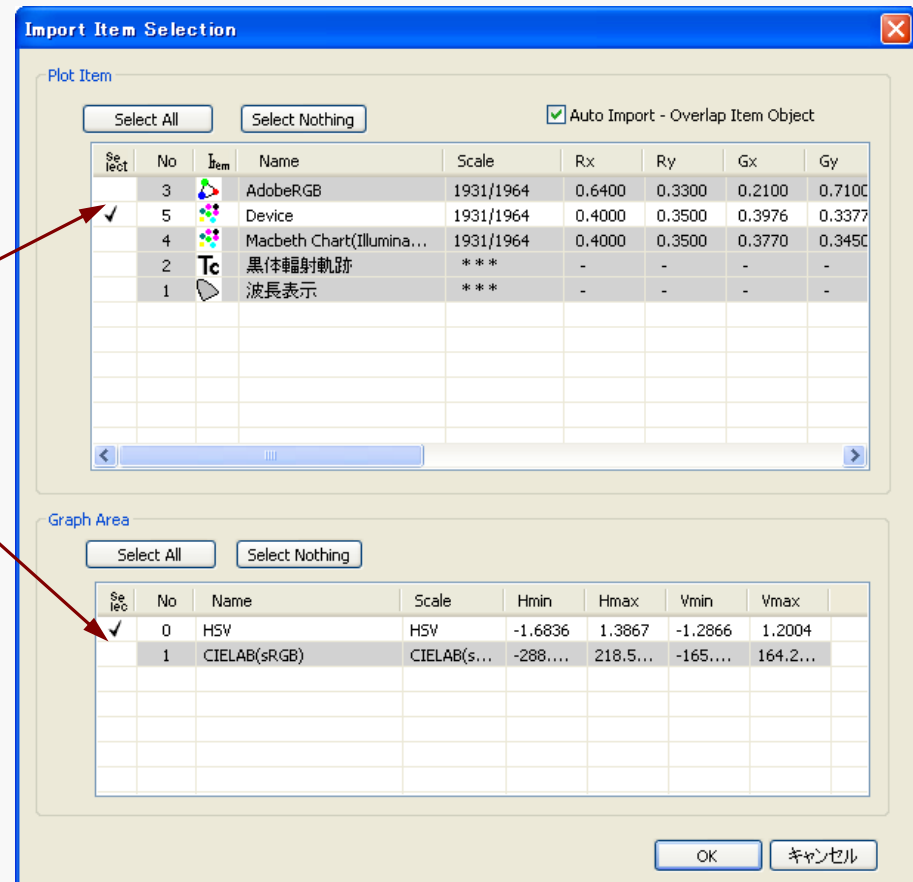 Import Item Selection
Plot Item
Select All Select Nothing Auto Import - Overlap Item Object
Select No Item Name Scale Rx Ry Gx Gy
3 AdobeRGB 1931/1964 0.6400 0.3300 0.2100 0.7100
5 Device 1931/1964 0.4000 0.3500 0.3976 0.3377
4 Macbeth Chart(Illumina... 1931/1964 0.4000 0.3500 0.3770 0.3450
2 Tc 黒体輻射軌跡 *** - - - -
1 波長表示 *** - - - -
Graph Area
Select All Select Nothing
Selec No Name Scale Hmin Hmax Vmin Vmax
0 HSV HSV -1.6836 1.3867 -1.2866 1.2004
1 CIELAB(sRGB) CIELAB(s... -288.... 218.5... -165.... 164.2...
OK キャンセル